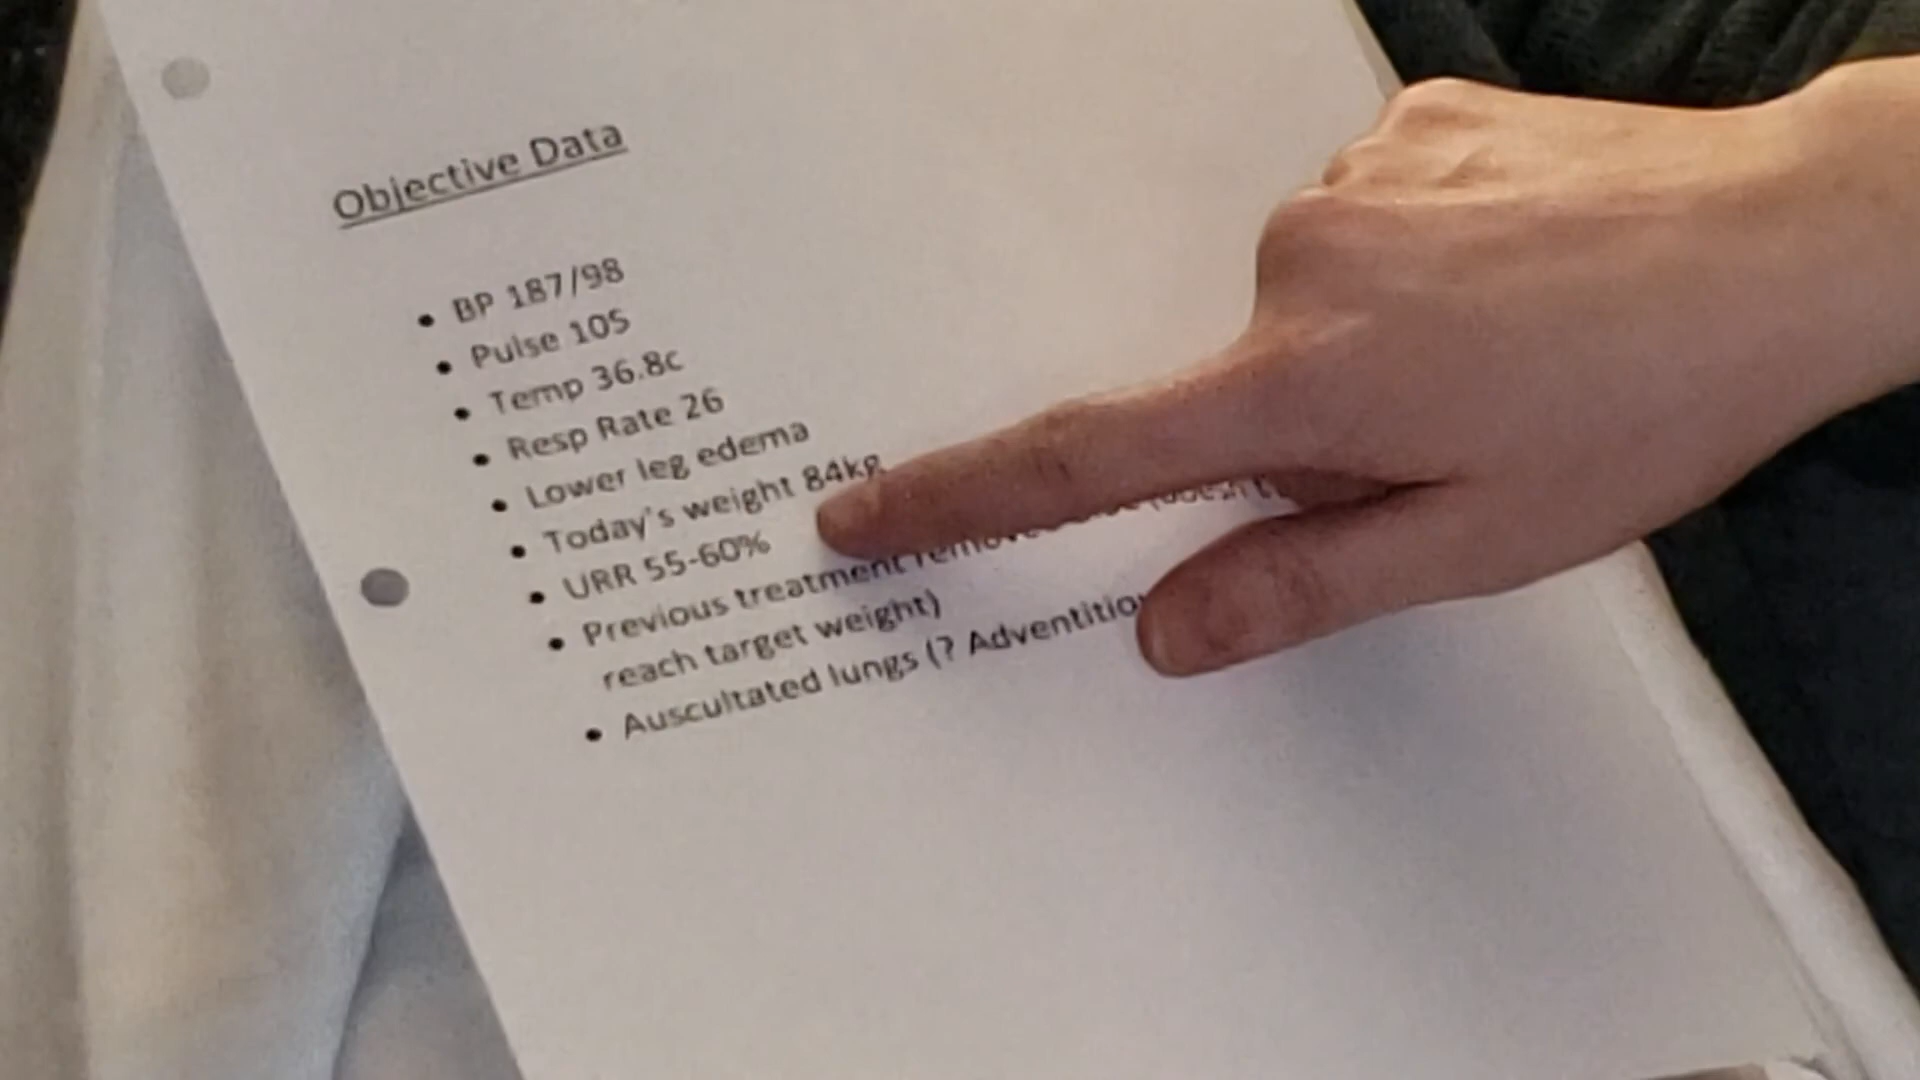 Objective Data
• BP 187/98
• Pulse 105
• Temp 36.8c
• Resp Rate 26
• Lower leg edema
• Today's weight 84kg
• URR 55-60%
• Previous treatment (doesn't
reach target weight)
• Auscultated lungs (?